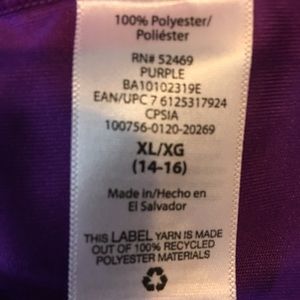 100% Polyester/
Poliéster
RN# 52469
PURPLE
BA10102319E
EAN/UPC 7 6125317924
CPSIA
100756-0120-20269
XL/XG
(14-16)
Made in/Hecho en
El Salvador
THIS LABEL YARN IS MADE
OUT OF 100% RECYCLED
POLYESTER MATERIALS